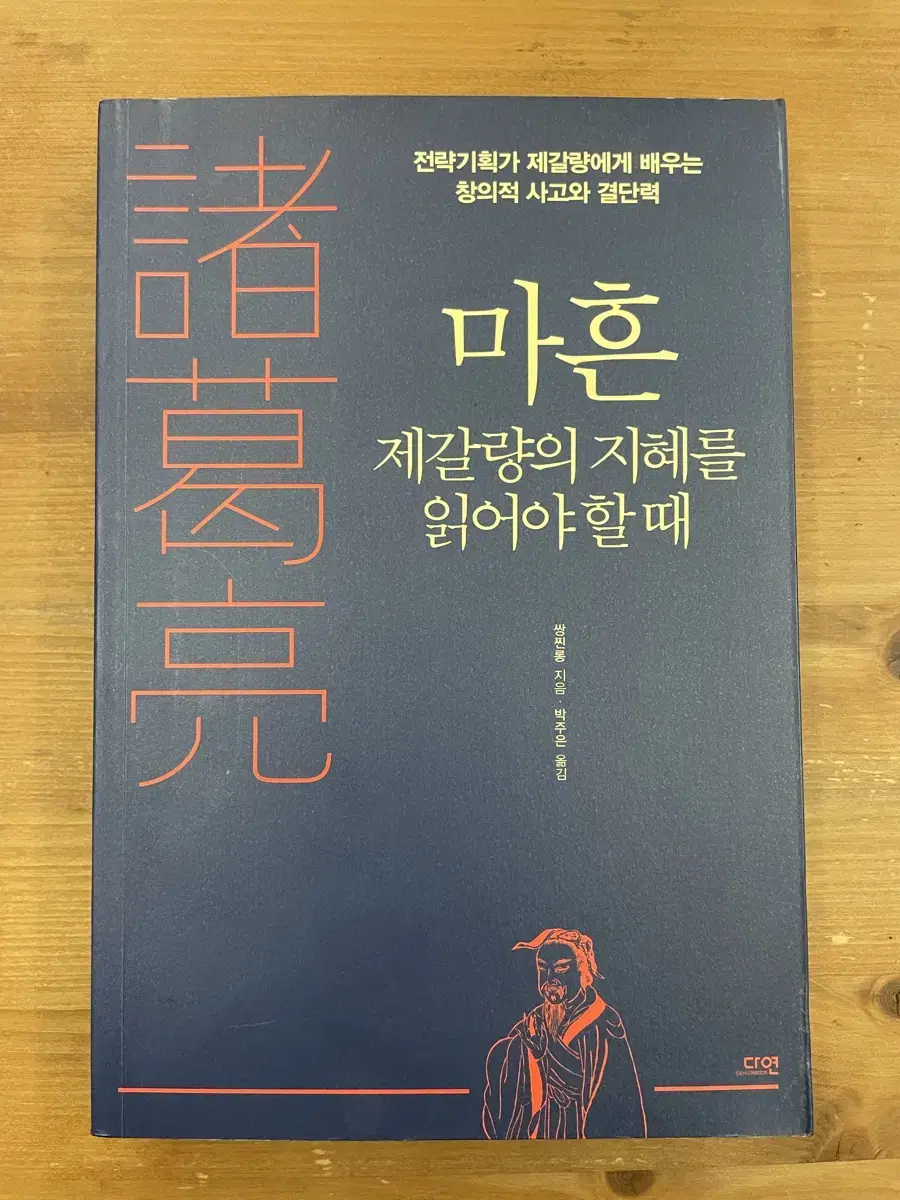 諸葛亮
전략기획가 제갈량에게 배우는
창의적 사고와 결단력
마흔
제갈량의 지혜를
읽어야 할 때
쌍찐롱 지음 · 박주은 옮김
다연